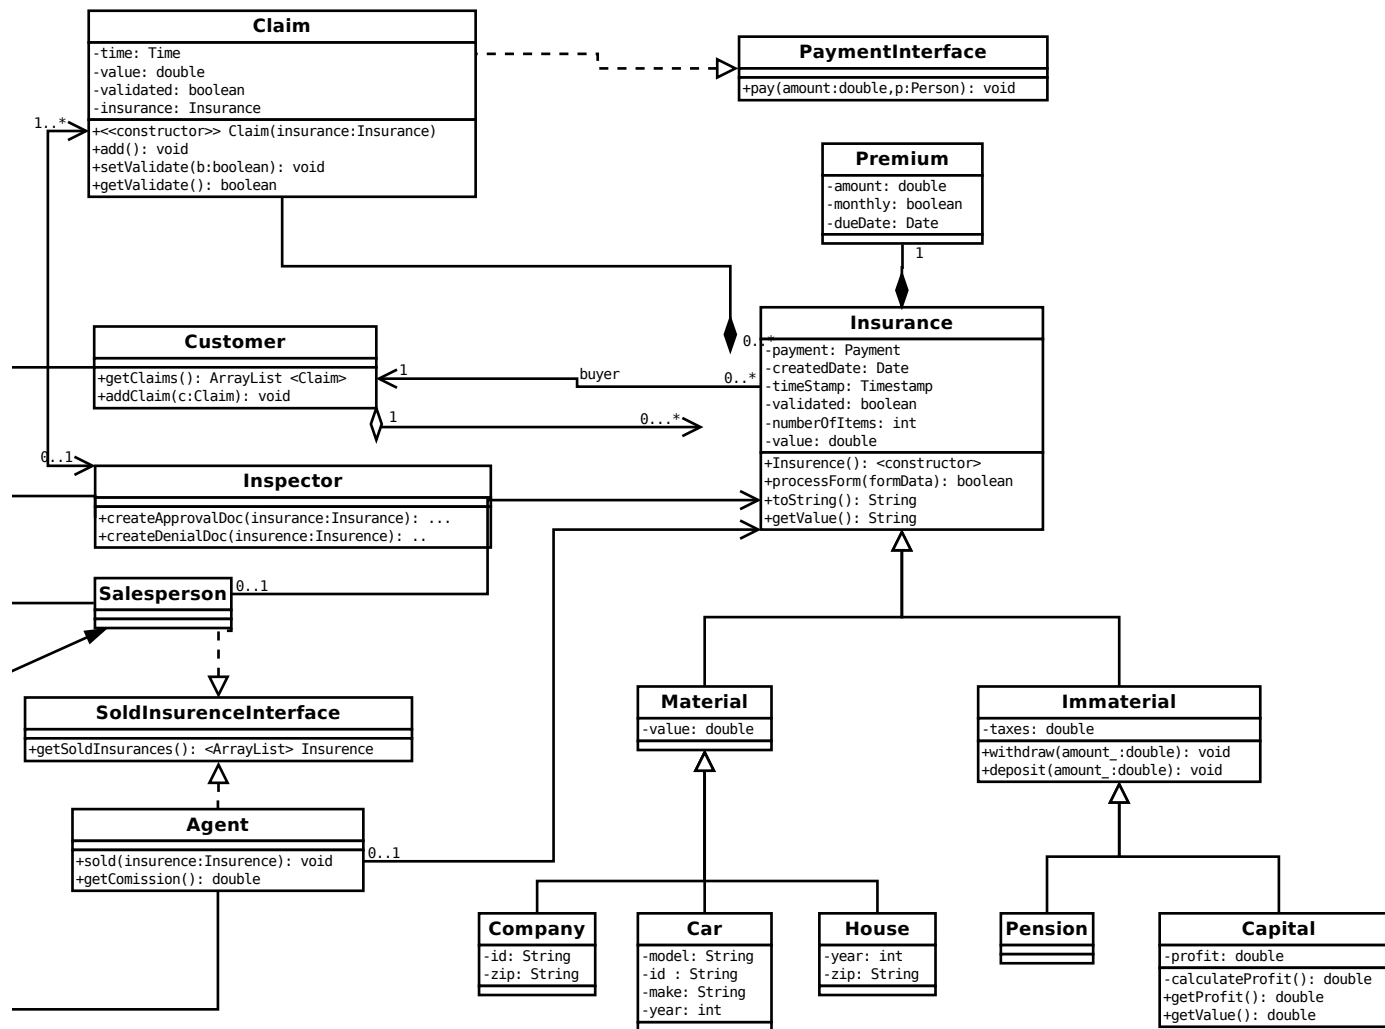 Claim
-time: Time
-value: double
-validated: boolean
-insurance: Insurance
+<<constructor>> Claim(insurance:Insurance)
+add(): void
+setValidate(b:boolean): void
+getValidate(): boolean
PaymentInterface
+pay(amount:double,p:Person): void
1..*
Premium
-amount: double
-monthly: boolean
-dueDate: Date
1
Insurance
-payment: Payment
-createdDate: Date
-timeStamp: Timestamp
-validated: boolean
-numberOfItems: int
-value: double
+Insurence(): <constructor>
+processForm(formData): boolean
+toString(): String
+getValue(): String
0..*
Customer
+getClaims(): ArrayList <Claim>
+addClaim(c:Claim): void
1
buyer
0..*
1
0...*
0..1
Inspector
+createApprovalDoc(insurance:Insurance): ...
+createDenialDoc(insurence:Insurence): ..
Salesperson
0..1
SoldInsurenceInterface
+getSoldInsurances(): <ArrayList> Insurence
Agent
+sold(insurence:Insurence): void
+getComission(): double
0..1
Material
-value: double
Immaterial
-taxes: double
+withdraw(amount_:double): void
+deposit(amount_:double): void
Company
-id: String
-zip: String
Car
-model: String
-id : String
-make: String
-year: int
House
-year: int
-zip: String
Pension
Capital
-profit: double
-calculateProfit(): double
+getProfit(): double
+getValue(): double